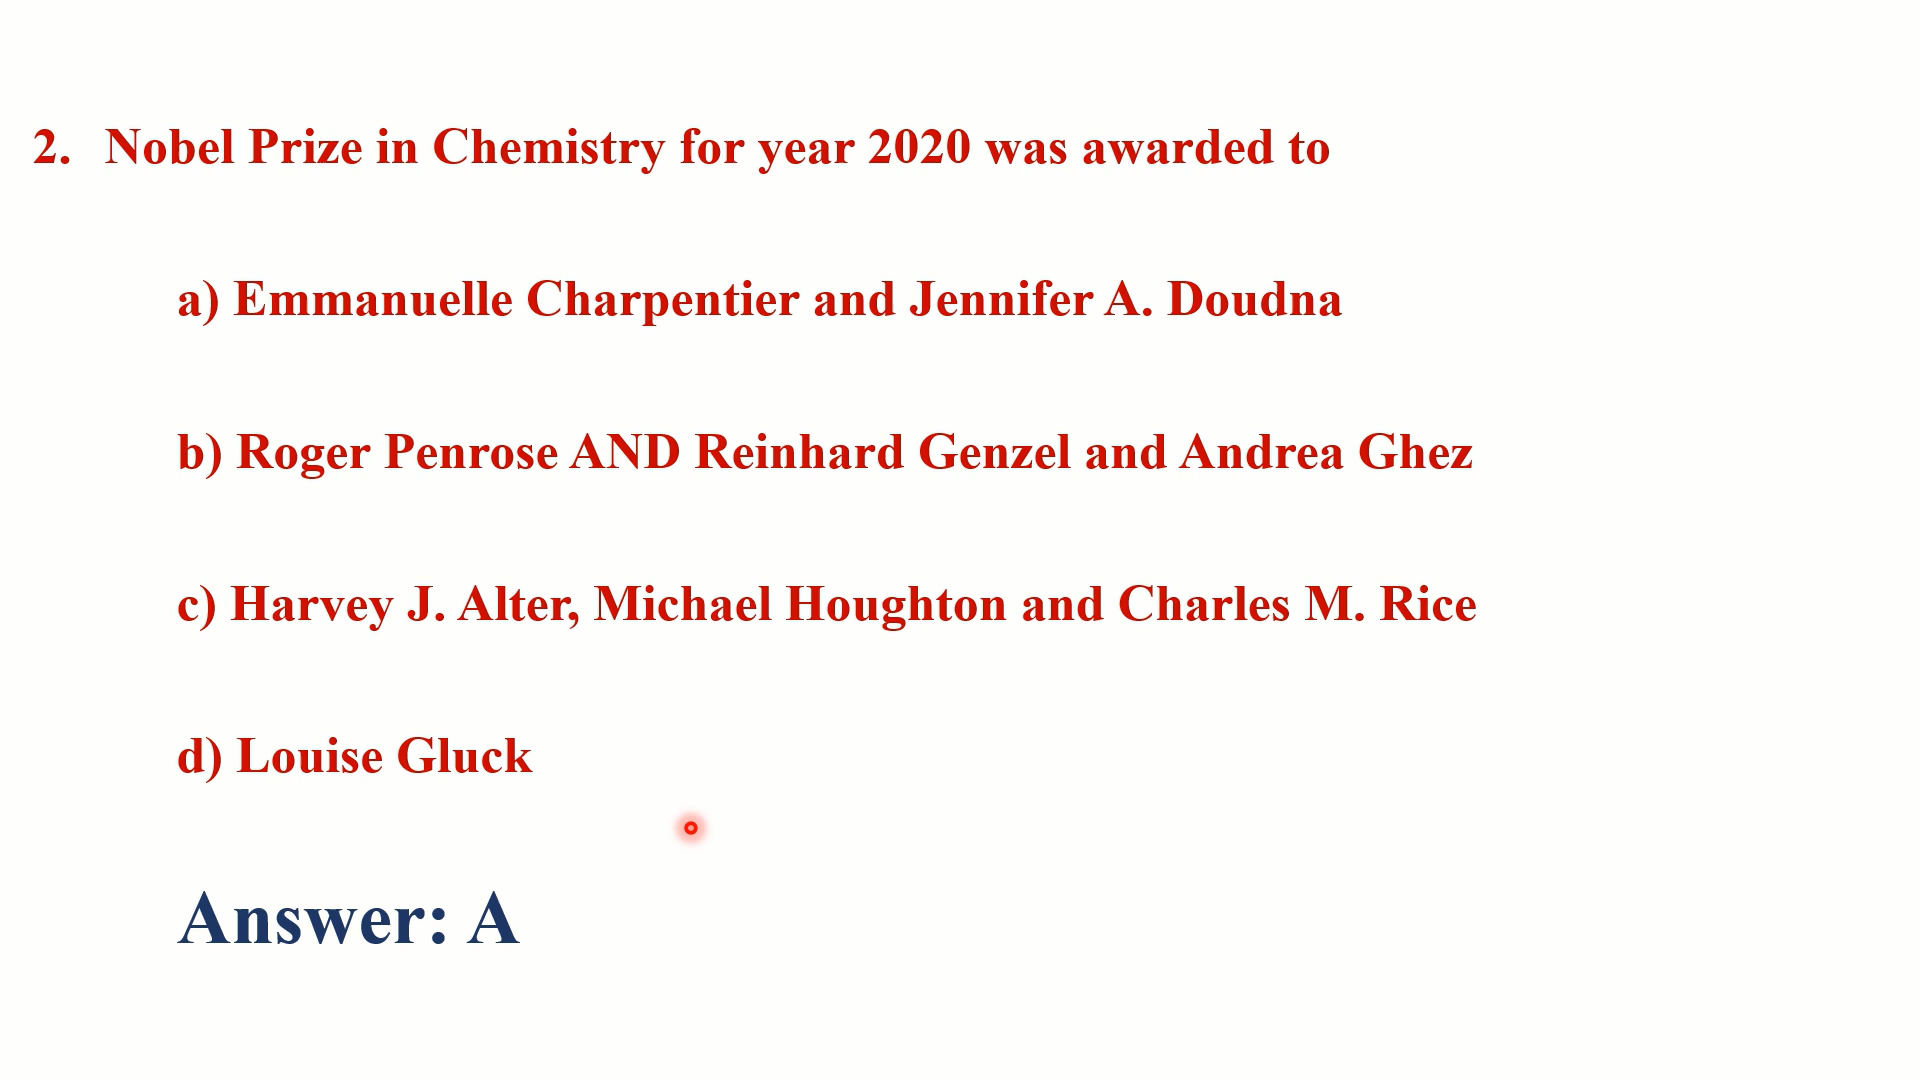 2. Nobel Prize in Chemistry for year 2020 was awarded to
a) Emmanuelle Charpentier and Jennifer A. Doudna
b) Roger Penrose AND Reinhard Genzel and Andrea Ghez
c) Harvey J. Alter, Michael Houghton and Charles M. Rice
d) Louise Gluck
Answer: A